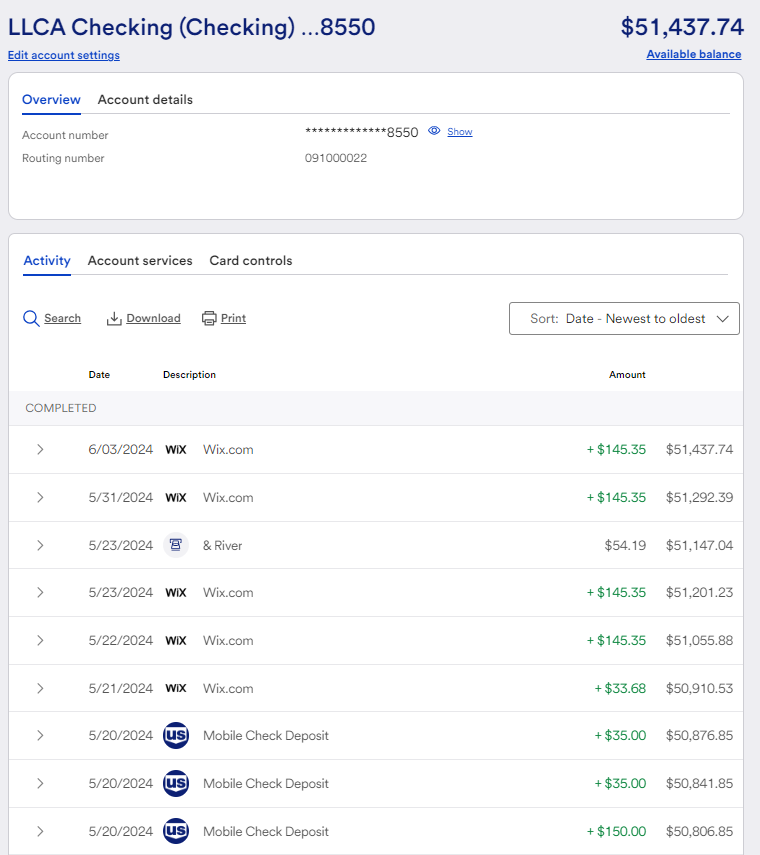 LLCA Checking (Checking) ...8550 $51,437.74
Edit account settings Available balance
Overview Account details
Account number *************8550 Show
Routing number 091000022
Activity Account services Card controls
Search Download Print Sort: Date - Newest to oldest
Date Description Amount
COMPLETED
6/03/2024 WiX Wix.com + $145.35 $51,437.74
5/31/2024 WiX Wix.com + $145.35 $51,292.39
5/23/2024 & River $54.19 $51,147.04
5/23/2024 WiX Wix.com + $145.35 $51,201.23
5/22/2024 WiX Wix.com + $145.35 $51,055.88
5/21/2024 WiX Wix.com + $33.68 $50,910.53
5/20/2024 us Mobile Check Deposit + $35.00 $50,876.85
5/20/2024 us Mobile Check Deposit + $35.00 $50,841.85
5/20/2024 us Mobile Check Deposit + $150.00 $50,806.85